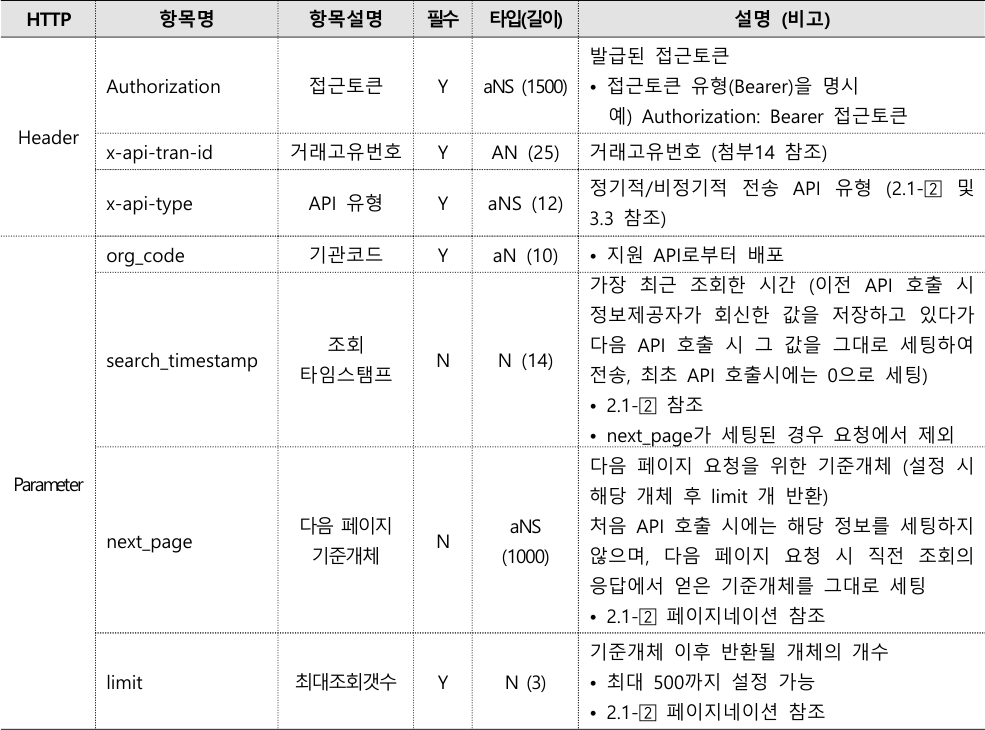 HTTP 항목명 항목설명 필수 타입(길이) 설명 (비고)
Header
Authorization 접근토큰 Y aNS (1500)
발급된 접근토큰
• 접근토큰 유형(Bearer)을 명시
예) Authorization: Bearer 접근토큰
x-api-tran-id 거래고유번호 Y AN (25) 거래고유번호 (첨부14 참조)
x-api-type API 유형 Y aNS (12)
정기적/비정기적 전송 API 유형 (2.1-2 및
3.3 참조)
Parameter
org_code 기관코드 Y aN (10) • 지원 API로부터 배포
search_timestamp
조회
타임스탬프
N N (14)
가장 최근 조회한 시간 (이전 API 호출 시
정보제공자가 회신한 값을 저장하고 있다가
다음 API 호출 시 그 값을 그대로 세팅하여
전송, 최초 API 호출시에는 0으로 세팅)
• 2.1-2 참조
• next_page가 세팅된 경우 요청에서 제외
next_page
다음 페이지
기준개체
N
aNS
(1000)
다음 페이지 요청을 위한 기준개체 (설정 시
해당 개체 후 limit 개 반환)
처음 API 호출 시에는 해당 정보를 세팅하지
않으며, 다음 페이지 요청 시 직전 조회의
응답에서 얻은 기준개체를 그대로 세팅
• 2.1-2 페이지네이션 참조
limit 최대조회갯수 Y N (3)
기준개체 이후 반환될 개체의 개수
• 최대 500까지 설정 가능
• 2.1-2 페이지네이션 참조